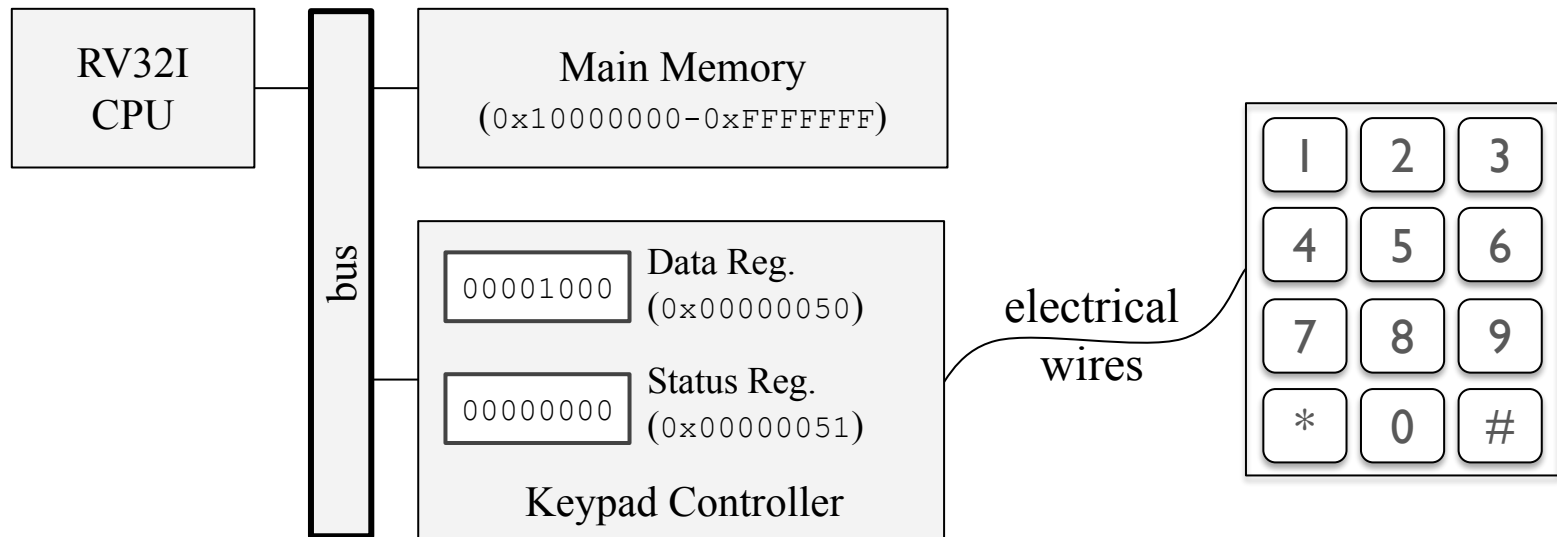 RV32I
CPU
bus
Main Memory
(0x10000000-0xFFFFFFF)
00001000
Data Reg.
(0x00000050)
00000000
Status Reg.
(0x00000051)
Keypad Controller
electrical
wires
1 2 3
4 5 6
7 8 9
* 0 #